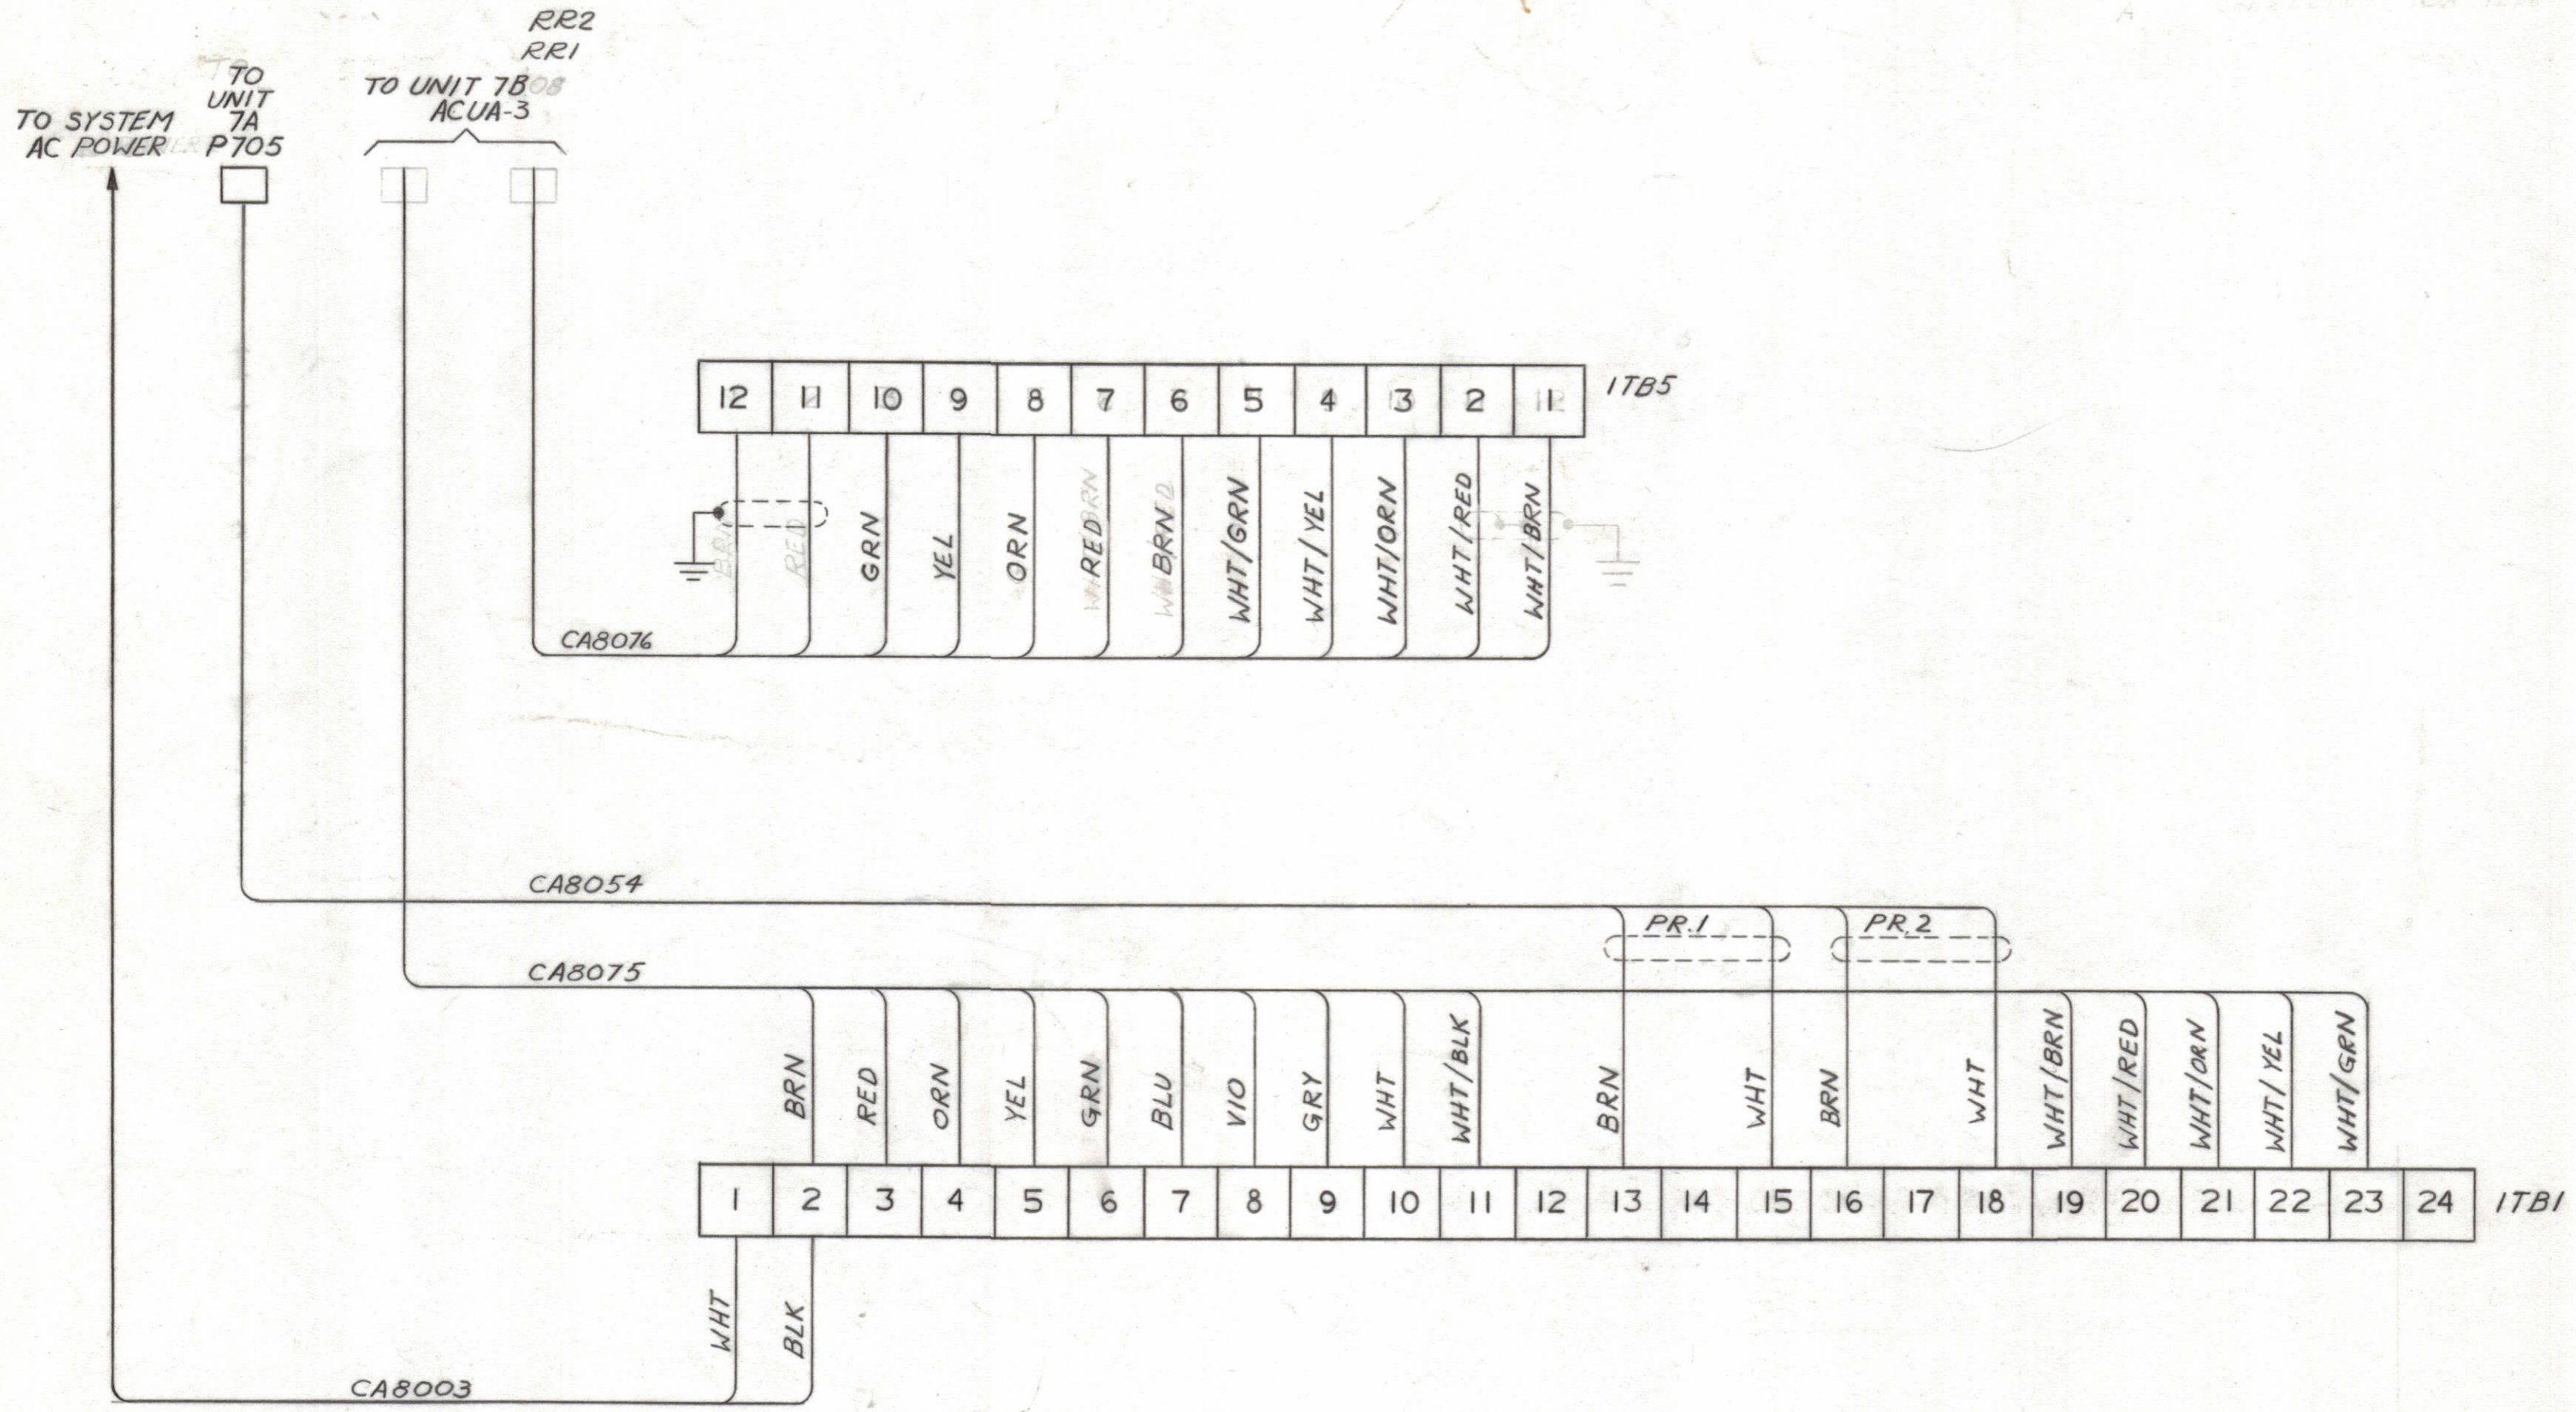 RR2
RR1
TO UNIT 7B
ACUA-3
TO
UNIT
7A
P705
TO SYSTEM
AC POWER
12 11 10 9 8 7 6 5 4 3 2 1 1TB5
BRN RED GRN YEL ORN RED BRN WHT/GRN WHT/YEL WHT/ORN WHT/RED WHT/BRN
CA8076
CA8054
PR.1 PR.2
CA8075
BRN RED ORN YEL GRN BLU VIO GRY WHT WHT/BLK BRN WHT BRN WHT WHT/BRN WHT/RED WHT/ORN WHT/YEL WHT/GRN
1 2 3 4 5 6 7 8 9 10 11 12 13 14 15 16 17 18 19 20 21 22 23 24 1TB1
WHT BLK
CA8003